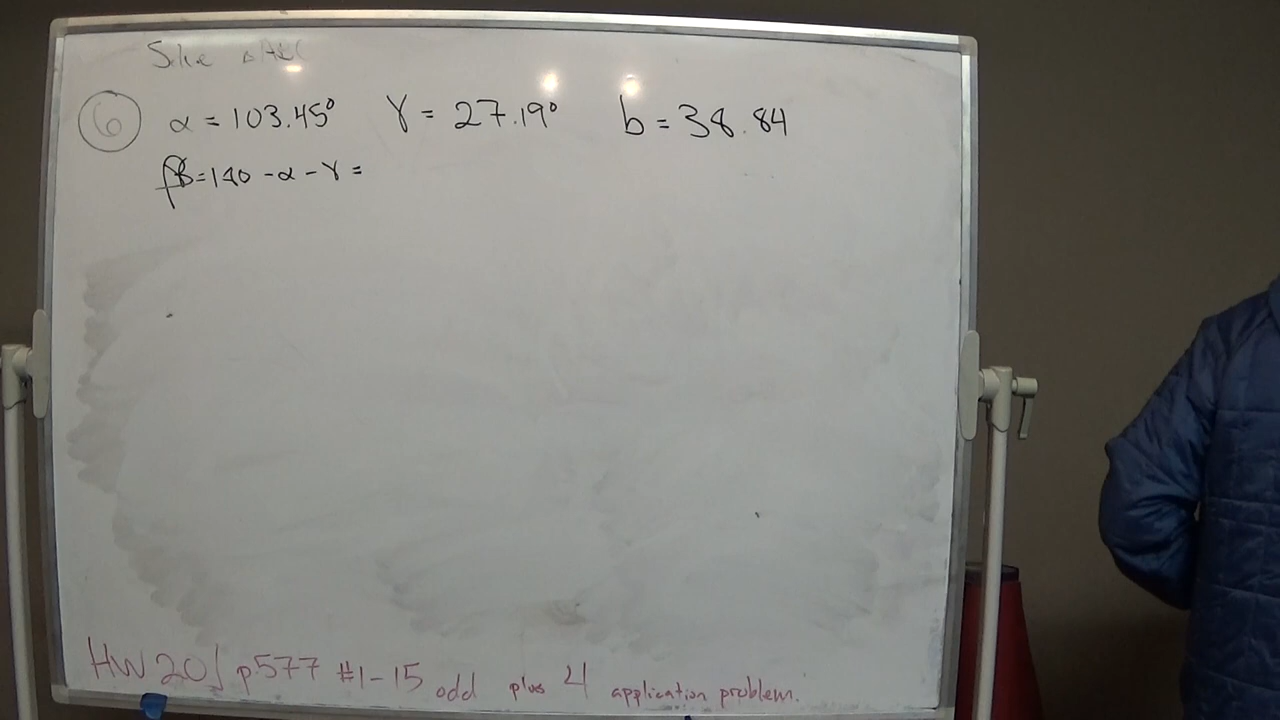 Solve △ABC
⑥ α = 103.45° γ = 27.19° b = 38.84
β = 180 - α - γ =
HW 20 p.577 #1-15 odd plus 4 application problem.